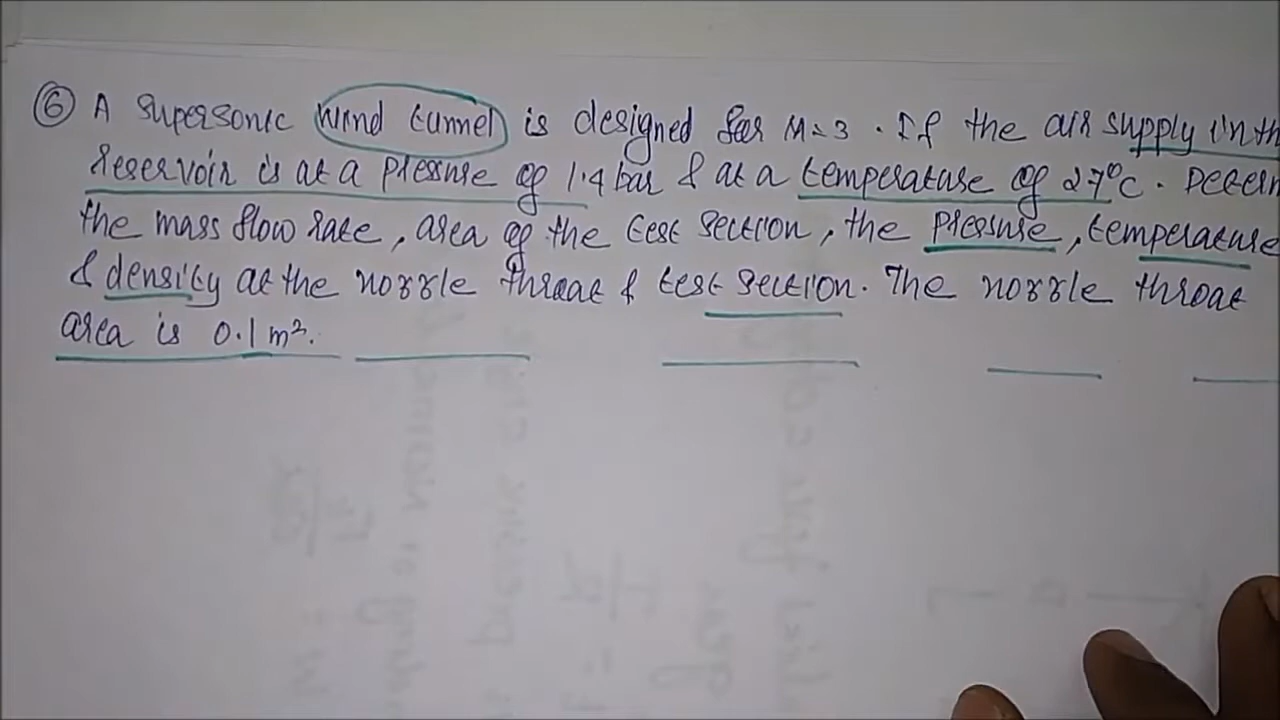 ⑥ A supersonic wind tunnel is designed for M=3. If the air supply in th
reservoir is at a pressure of 1.4 bar & at a temperature of 27°C. Determ
the mass flow rate, area of the test section, the pressure, temperature
& density at the nozzle throat & test section. The nozzle throat
area is 0.1 m².